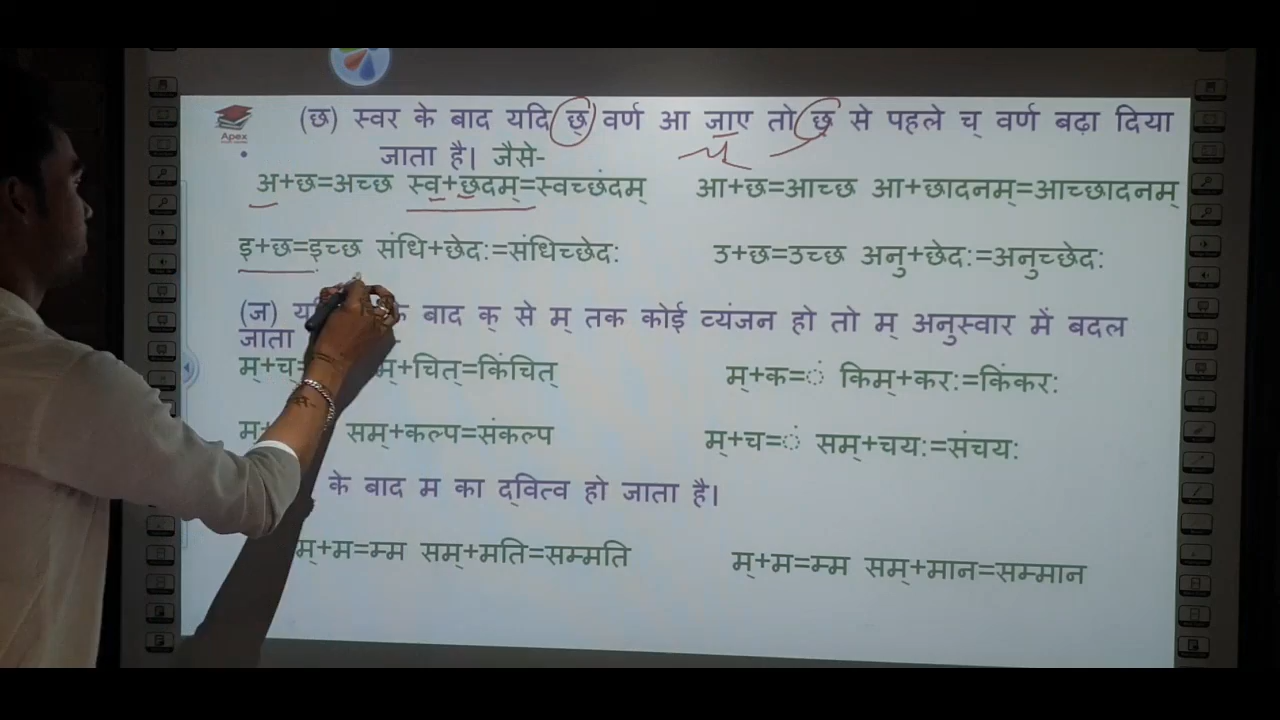 Apex
(छ) स्वर के बाद यदि छ् वर्ण आ जाए तो छ् से पहले च् वर्ण बढ़ा दिया
जाता है। जैसे-
अ+छ=अच्छ स्व+छदम्=स्वच्छंदम् आ+छ=आच्छ आ+छादनम्=आच्छादनम्
इ+छ=इच्छ संधि+छेद:=संधिच्छेद: उ+छ=उच्छ अनु+छेद:=अनुच्छेद:
(ज) के बाद क् से म् तक कोई व्यंजन हो तो म् अनुस्वार में बदल
जाता
म्+च् म्+चित्=किंचित् म्+क=ं किम्+कर:=किंकर:
सम्+कल्प=संकल्प म्+च=ं सम्+चय:=संचय:
के बाद म का द्वित्व हो जाता है।
म्+म=म्म सम्+मति=सम्मति म्+म=म्म सम्+मान=सम्मान